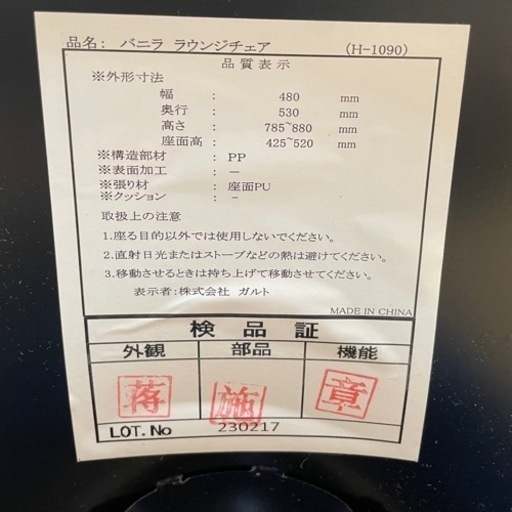 品名: バニラ ラウンジチェア (H-1090)
品質表示
※外形寸法
幅 : 480 mm
奥行 : 530 mm
高さ : 785~880 mm
座面高 : 425~520 mm
※構造部材 : PP
※表面加工 : −
※張り材 : 座面PU
※クッション : −
取扱上の注意
1.座る目的以外では使用しないでください。
2.直射日光またはストーブなどの熱は避けてください。
3.移動させるときは持ち上げて移動させてください。
表示者:株式会社 ガルト
MADE IN CHINA
検品証
外観 部品 機能
落 施 章
LOT.No 230217